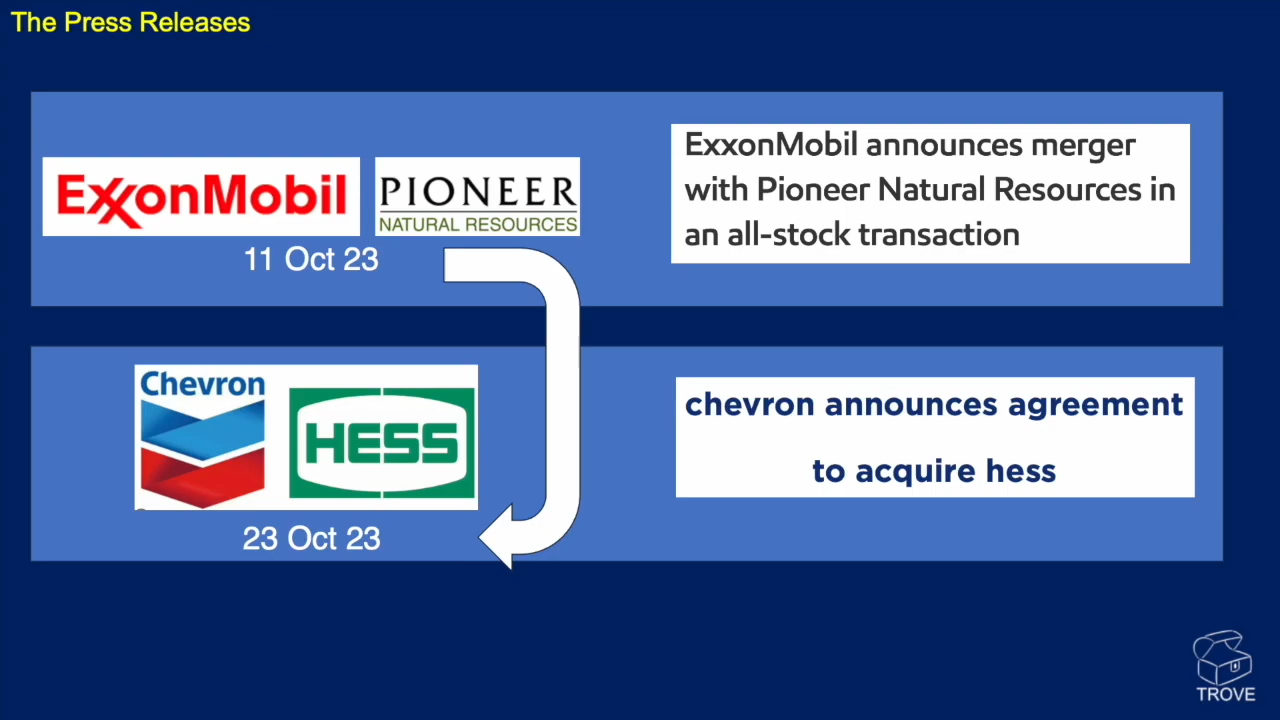 The Press Releases
ExxonMobil
PIONEER
NATURAL RESOURCES
11 Oct 23
ExxonMobil announces merger
with Pioneer Natural Resources in
an all-stock transaction
Chevron
HESS
23 Oct 23
chevron announces agreement
to acquire hess
TROVE